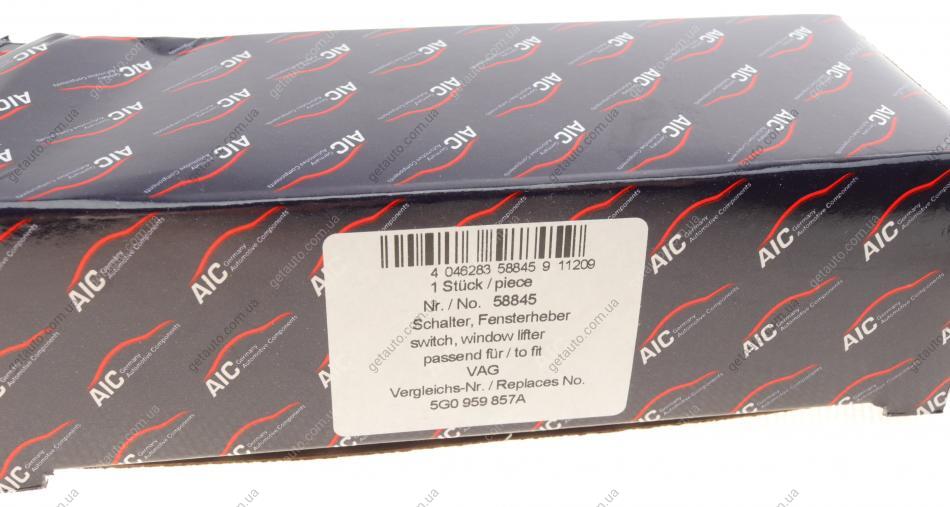 AIC
Germany
Automotive Components
4 046283 58845 9 11209
1 Stück / piece
Nr. / No. 58845
Schalter, Fensterheber
switch, window lifter
passend für / to fit
VAG
Vergleichs-Nr. / Replaces No.
5G0 959 857A
getauto.com.ua